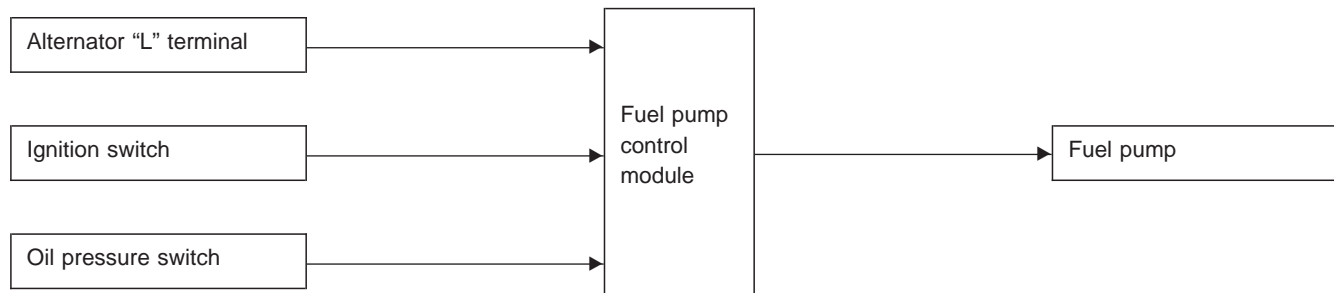 Alternator “L” terminal
Ignition switch
Oil pressure switch
Fuel pump
control
module
Fuel pump